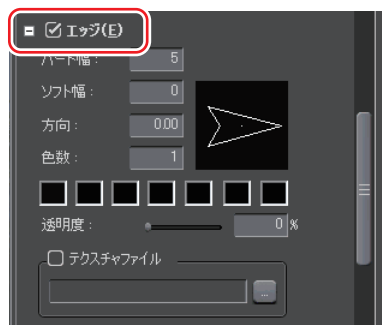 エッジ(E)
ハード幅： 5
ソフト幅： 0
方向： 0.00
色数： 1
透明度： 0 %
テクスチャファイル
...